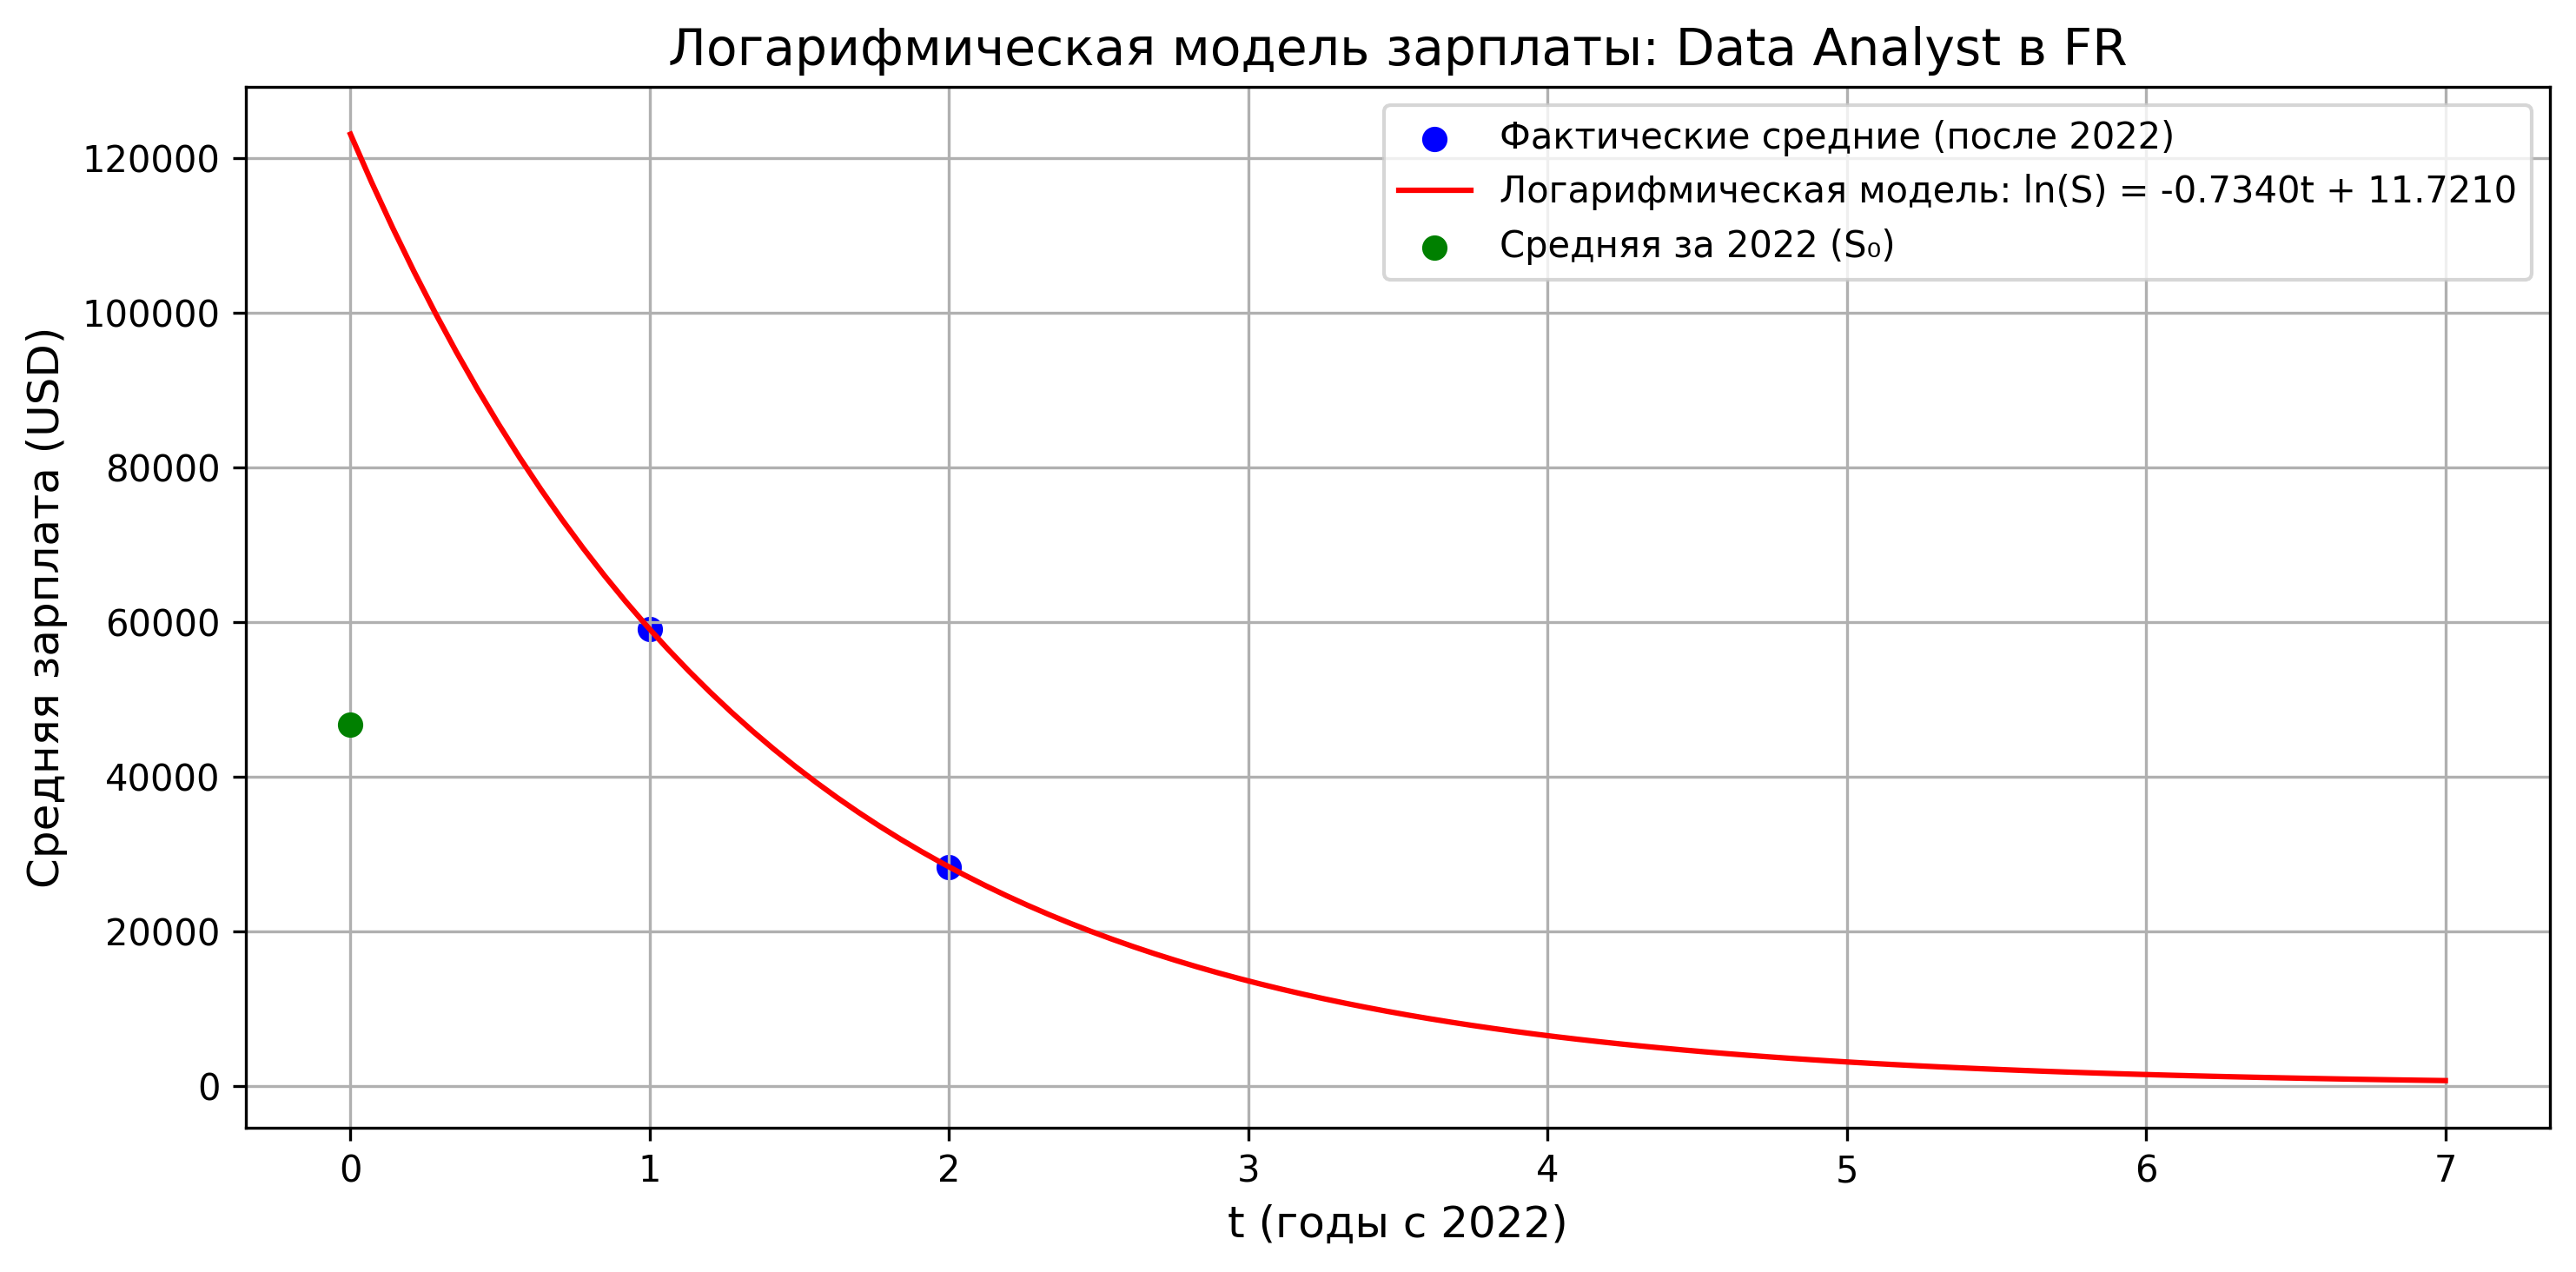 Логарифмическая модель зарплаты: Data Analyst в FR
Фактические средние (после 2022)
Логарифмическая модель: ln(S) = -0.7340t + 11.7210
Средняя за 2022 (S₀)
Средняя зарплата (USD)
120000
100000
80000
60000
40000
20000
0
0 1 2 3 4 5 6 7
t (годы с 2022)